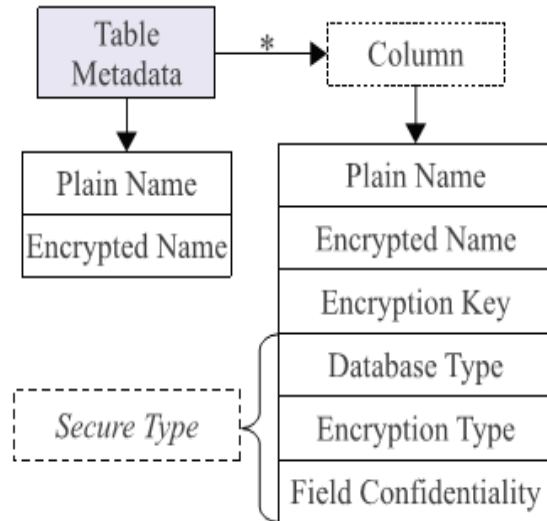 Table
Metadata
*
Column
Plain Name
Encrypted Name
Plain Name
Encrypted Name
Encryption Key
Database Type
Encryption Type
Field Confidentiality
Secure Type